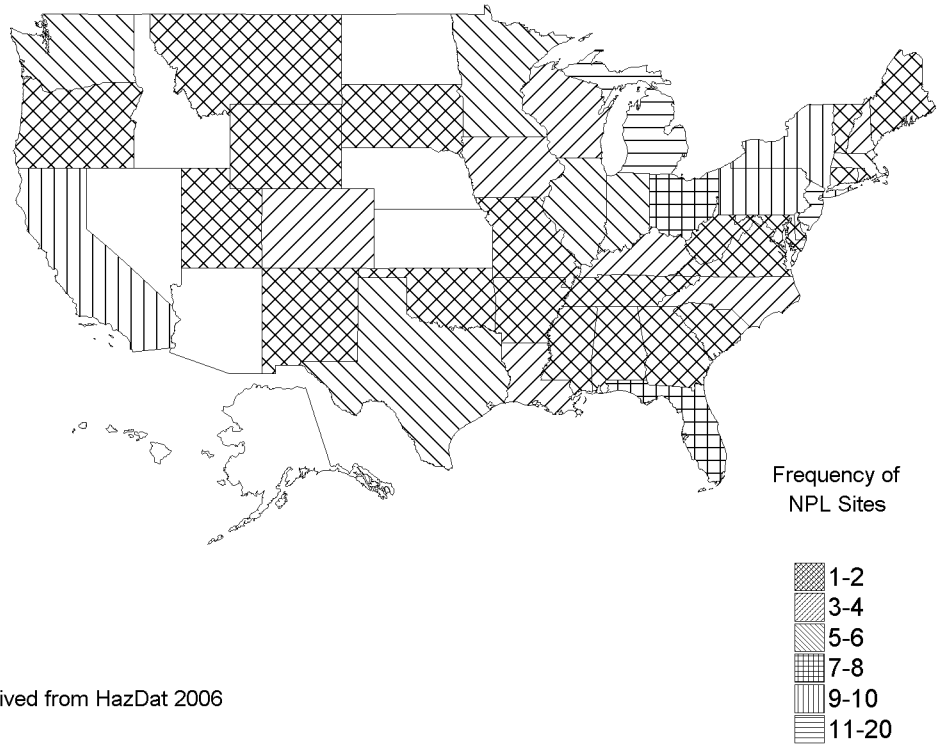 Frequency of
NPL Sites
1-2
3-4
5-6
7-8
9-10
11-20
ived from HazDat 2006